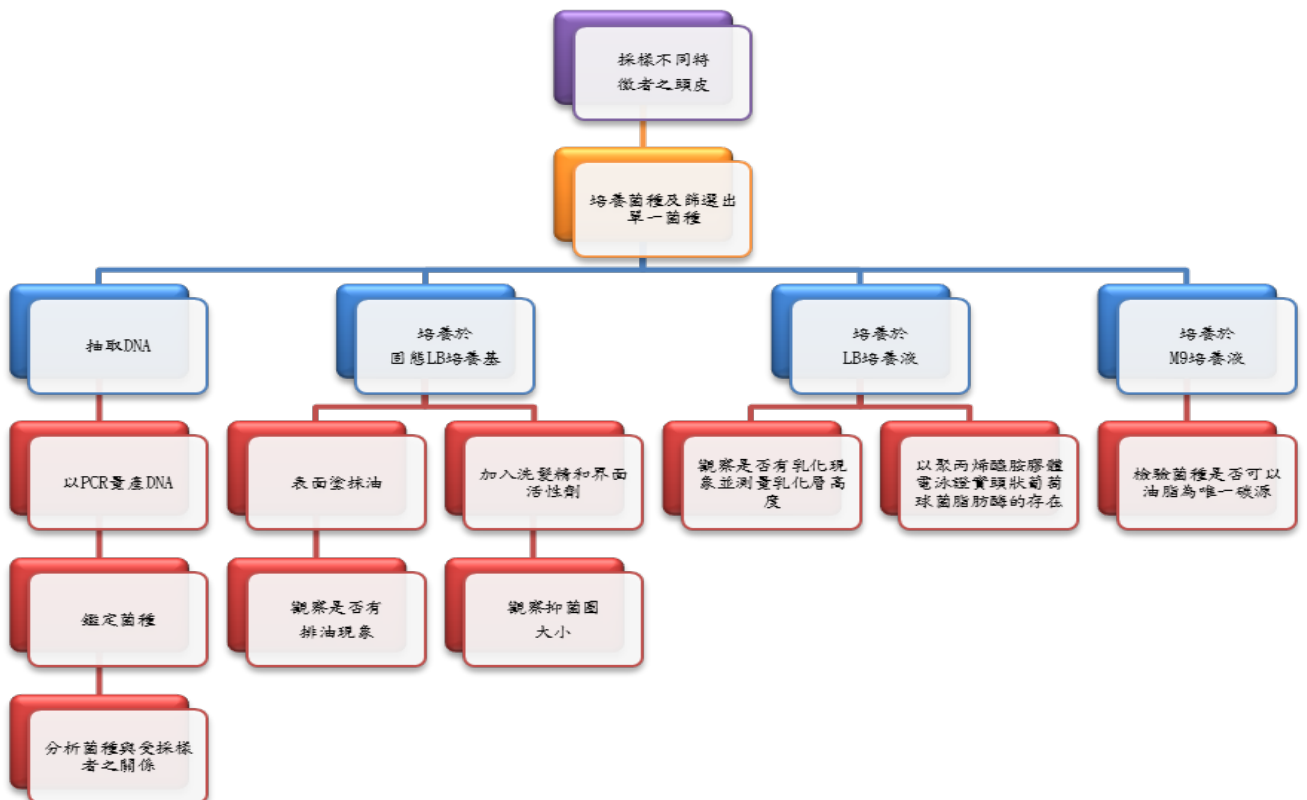 採樣不同特
徵者之頭皮
培養菌種及篩選出
單一菌種
抽取DNA
培養於
固態LB培養基
培養於
LB培養液
培養於
M9培養液
以PCR量產DNA
表面塗抹油
加入洗髮精和界面
活性劑
觀察是否有乳化現
象並測量乳化層高
度
以聚丙烯醯胺膠體
電泳證實頭狀葡萄
球菌脂肪酶的存在
檢驗菌種是否可以
油脂為唯一碳源
鑑定菌種
觀察是否有
排油現象
觀察抑菌圈
大小
分析菌種與受採樣
者之關係